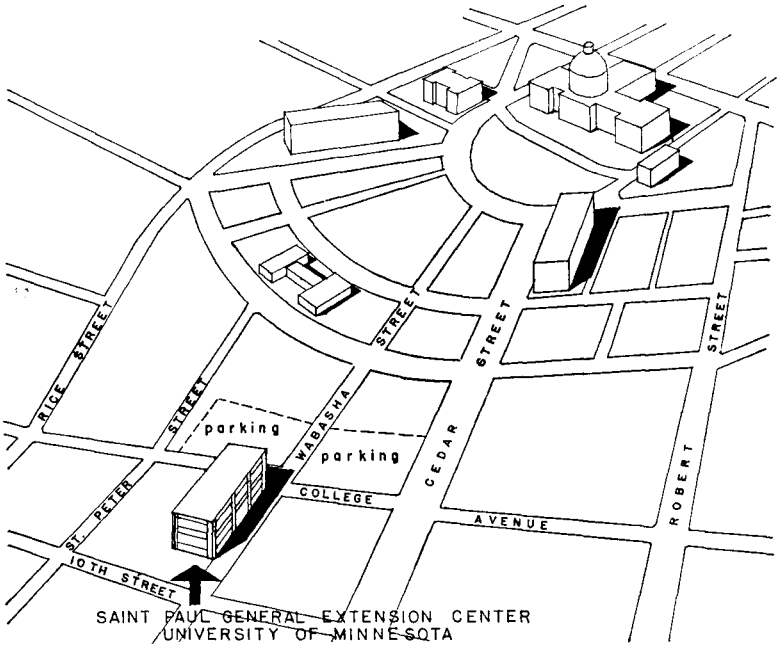 STREET
STREET
STREET
RICE STREET
STREET
WABASHA
parking
parking
CEDAR
ROBERT
COLLEGE
AVENUE
ST. PETER
10TH STREET
SAINT PAUL GENERAL EXTENSION CENTER
UNIVERSITY OF MINNESOTA